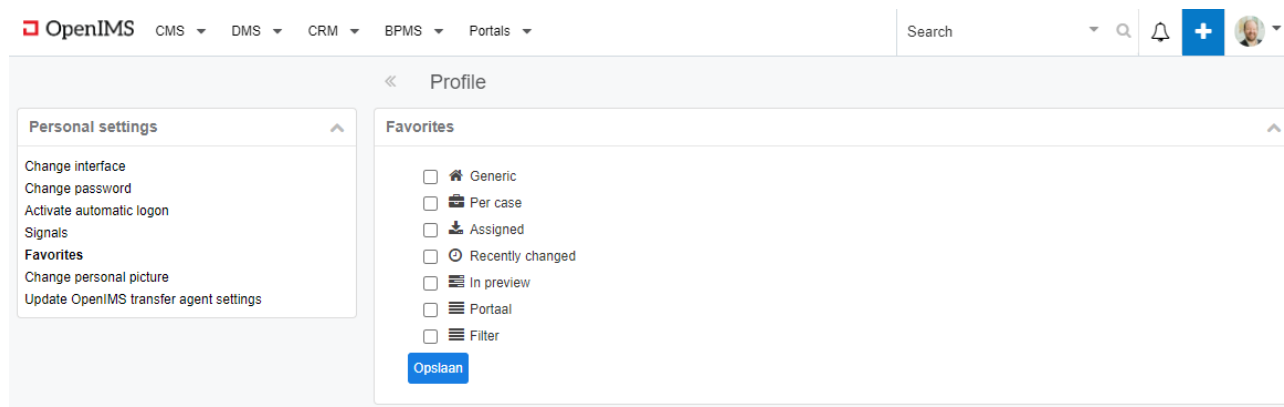 OpenIMS CMS DMS CRM BPMS Portals Search
Profile
Personal settings
Change interface
Change password
Activate automatic logon
Signals
Favorites
Change personal picture
Update OpenIMS transfer agent settings
Favorites
Generic
Per case
Assigned
Recently changed
In preview
Portaal
Filter
Opslaan